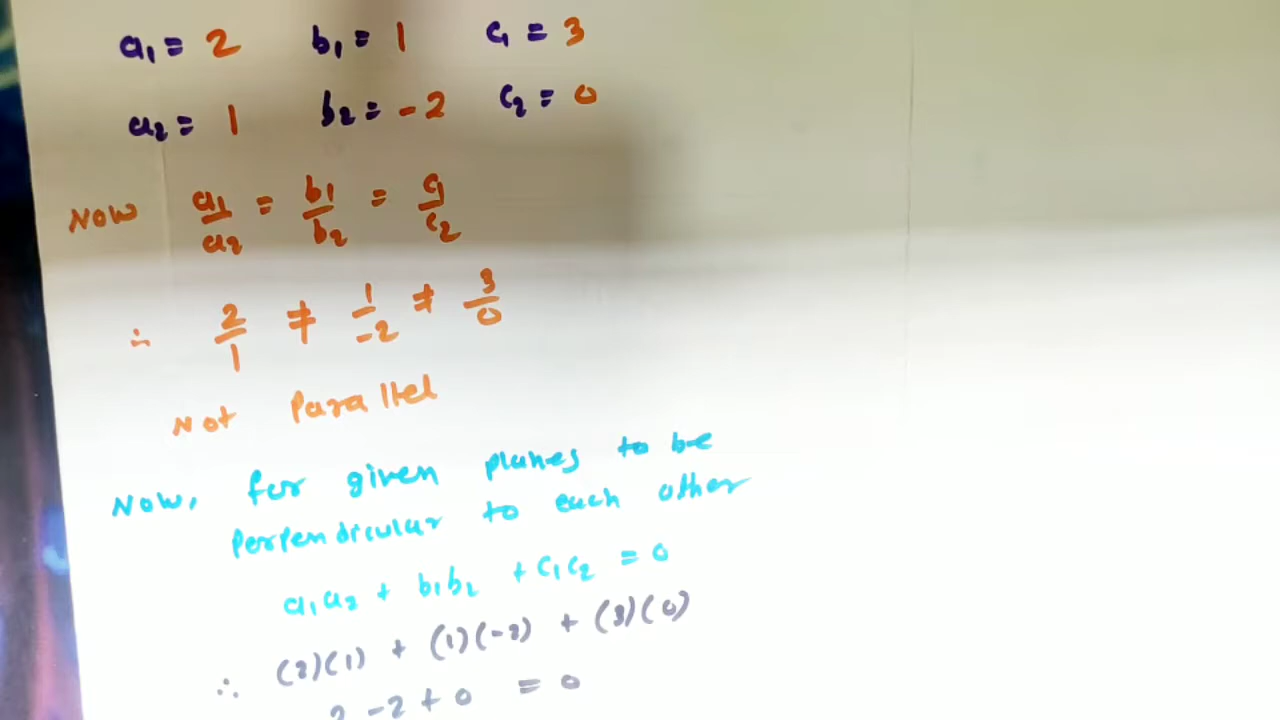 a₁ = 2 b₁ = 1 c₁ = 3
a₂ = 1 b₂ = -2 c₂ = 0
Now a₁/a₂ = b₁/b₂ = c₁/c₂
∴ 2/1 ≠ 1/-2 ≠ 3/0
Not Parallel
Now, for given planes to be
perpendicular to each other
a₁a₂ + b₁b₂ + c₁c₂ = 0
∴ (2)(1) + (1)(-2) + (3)(0)
2 -2 + 0 = 0